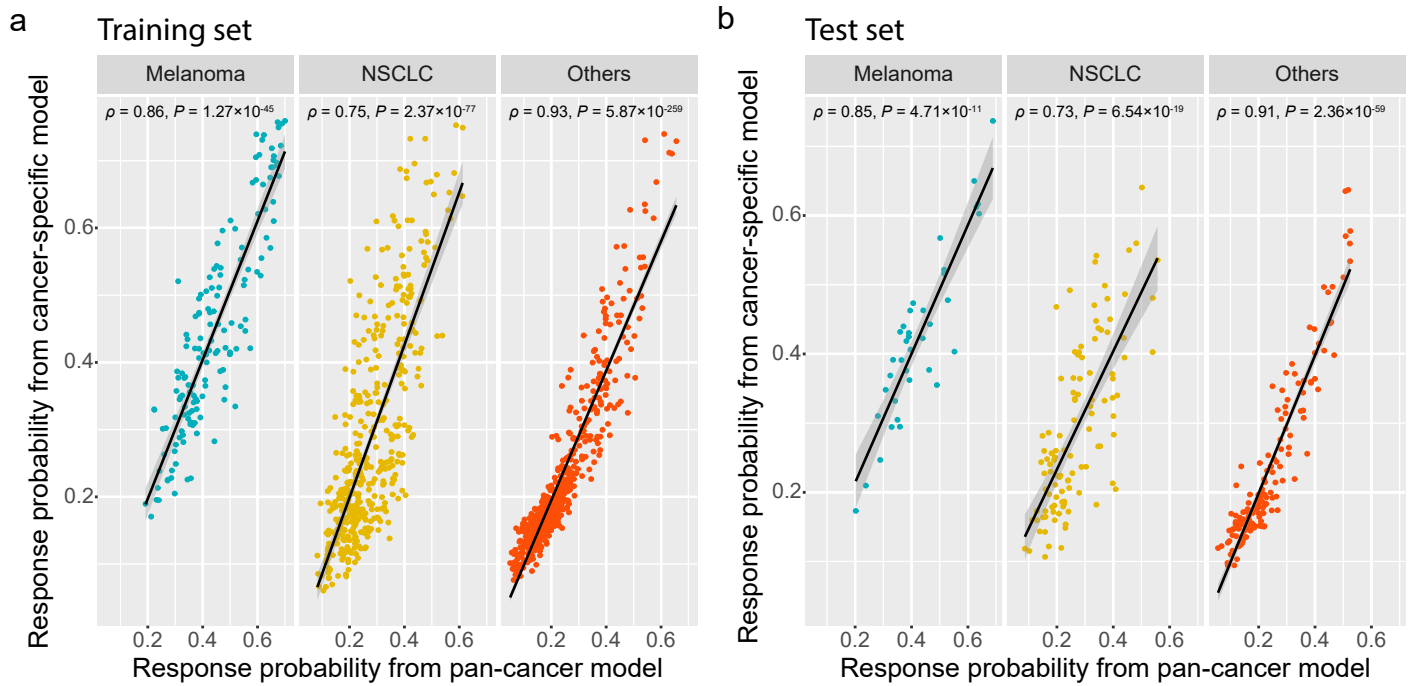 a
Training set
Melanoma
NSCLC
Others
ρ = 0.86, P = 1.27×10⁻⁴⁵
ρ = 0.75, P = 2.37×10⁻⁷⁷
ρ = 0.93, P = 5.87×10⁻²⁵⁹
Response probability from cancer-specific model
0.6
0.4
0.2
0.2 0.4 0.6
0.2 0.4 0.6
0.2 0.4 0.6
Response probability from pan-cancer model
b
Test set
Melanoma
NSCLC
Others
ρ = 0.85, P = 4.71×10⁻¹¹
ρ = 0.73, P = 6.54×10⁻¹⁹
ρ = 0.91, P = 2.36×10⁻⁵⁹
Response probability from cancer-specific model
0.6
0.4
0.2
0.2 0.4 0.6
0.2 0.4 0.6
0.2 0.4 0.6
Response probability from pan-cancer model